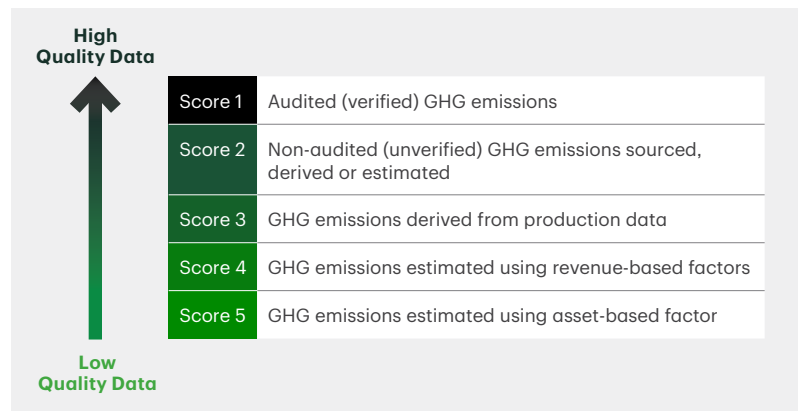 High
Quality Data
Score 1
Audited (verified) GHG emissions
Score 2
Non-audited (unverified) GHG emissions sourced,
derived or estimated
Score 3
GHG emissions derived from production data
Score 4
GHG emissions estimated using revenue-based factors
Score 5
GHG emissions estimated using asset-based factor
Low
Quality Data